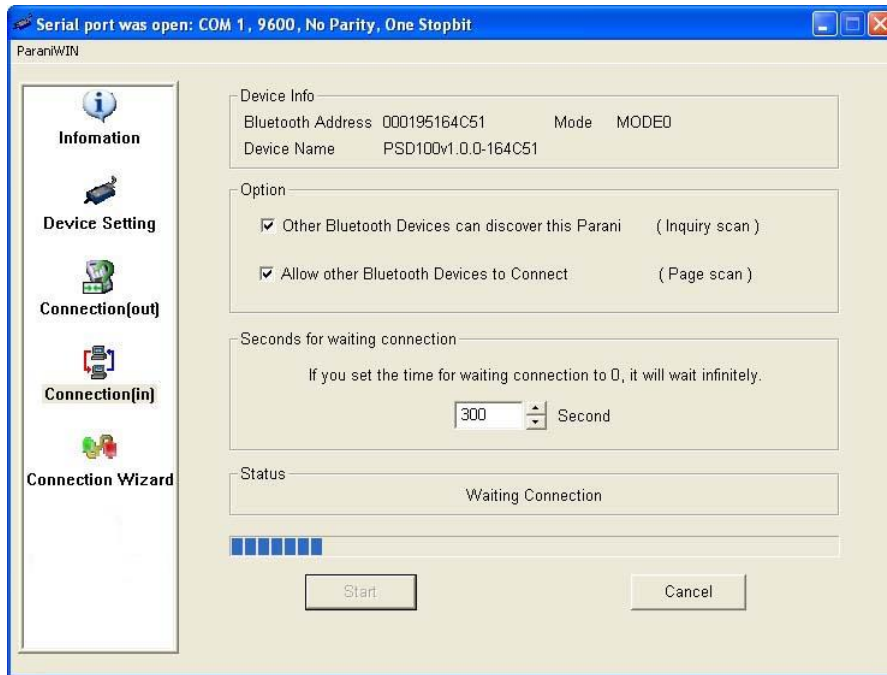 Serial port was open: COM 1, 9600, No Parity, One Stopbit
ParaniWIN
Infomation
Device Setting
Connection(out)
Connection(in)
Connection Wizard
Device Info
Bluetooth Address 000195164C51 Mode MODE0
Device Name PSD100v1.0.0-164C51
Option
Other Bluetooth Devices can discover this Parani ( Inquiry scan )
Allow other Bluetooth Devices to Connect ( Page scan )
Seconds for waiting connection
If you set the time for waiting connection to 0, it will wait infinitely.
300 Second
Status
Waiting Connection
Start Cancel